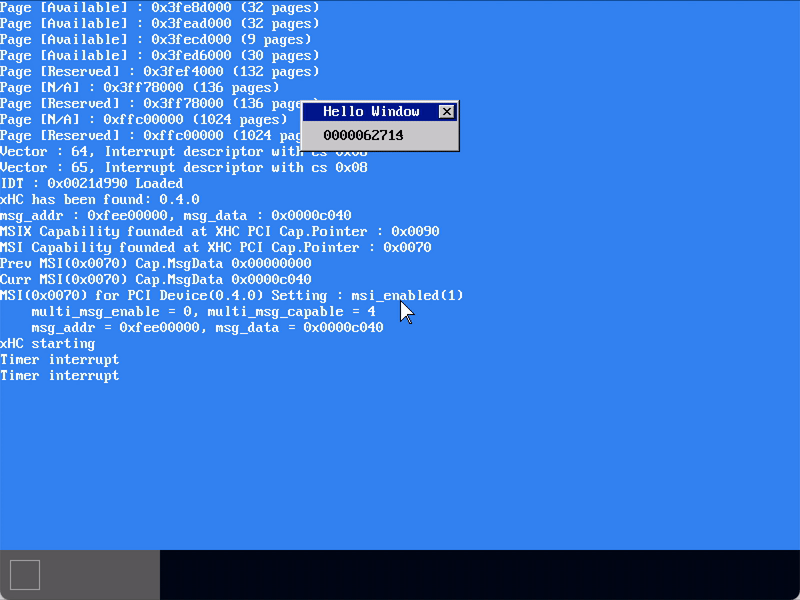 Page [Available] : 0x3fe8d000 (32 pages)
Page [Available] : 0x3fead000 (32 pages)
Page [Available] : 0x3fecd000 (9 pages)
Page [Available] : 0x3fed6000 (30 pages)
Page [Reserved] : 0x3fef4000 (132 pages)
Page [N/A] : 0x3ff78000 (136 pages)
Page [Reserved] : 0x3ff78000 (136 page
Page [N/A] : 0xffc00000 (1024 pages)
Page [Reserved] : 0xffc00000 (1024 pag
Hello Window
0000062714
Vector : 64, Interrupt descriptor with cs 0x08
Vector : 65, Interrupt descriptor with cs 0x08
IDT : 0x0021d990 Loaded
xHC has been found: 0.4.0
msg_addr : 0xfee00000, msg_data : 0x0000c040
MSIX Capability founded at XHC PCI Cap.Pointer : 0x0090
MSI Capability founded at XHC PCI Cap.Pointer : 0x0070
Prev MSI(0x0070) Cap.MsgData 0x00000000
Curr MSI(0x0070) Cap.MsgData 0x0000c040
MSI(0x0070) for PCI Device(0.4.0) Setting : msi_enabled(1)
multi_msg_enable = 0, multi_msg_capable = 4
msg_addr = 0xfee00000, msg_data = 0x0000c040
xHC starting
Timer interrupt
Timer interrupt